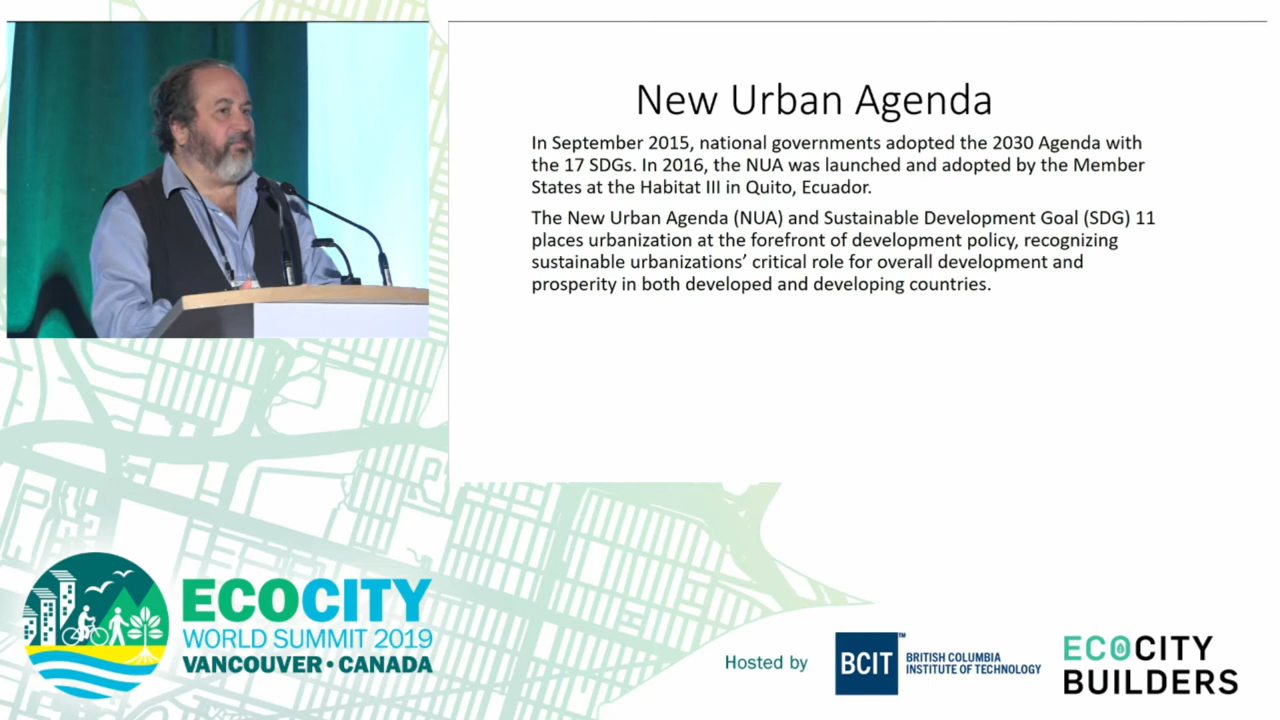 New Urban Agenda
In September 2015, national governments adopted the 2030 Agenda with
the 17 SDGs. In 2016, the NUA was launched and adopted by the Member
States at the Habitat III in Quito, Ecuador.
The New Urban Agenda (NUA) and Sustainable Development Goal (SDG) 11
places urbanization at the forefront of development policy, recognizing
sustainable urbanizations’ critical role for overall development and
prosperity in both developed and developing countries.
ECOCITY
WORLD SUMMIT 2019
VANCOUVER • CANADA
Hosted by
BCIT™
BRITISH COLUMBIA
INSTITUTE OF TECHNOLOGY
ECOCITY
BUILDERS